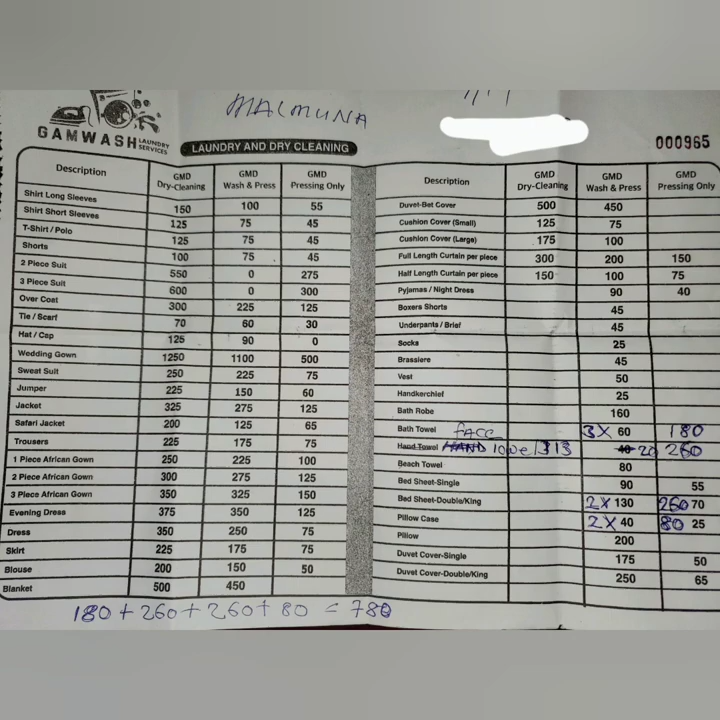 MAIMUNA
GAMWASH LAUNDRY SERVICES
LAUNDRY AND DRY CLEANING
000965
Description GMD Dry-Cleaning GMD Wash & Press GMD Pressing Only
Shirt Long Sleeves 150 100 55
Shirt Short Sleeves 125 75 45
T-Shirt / Polo 125 75 45
Shorts 100 75 45
2 Piece Suit 550 0 275
3 Piece Suit 600 0 300
Over Coat 300 225 125
Tie / Scarf 70 60 30
Hat / Cap 125 90 0
Wedding Gown 1250 1100 500
Sweat Suit 250 225 75
Jumper 225 150 60
Jacket 325 275 125
Safari Jacket 200 125 65
Trousers 225 175 75
1 Piece African Gown 250 225 100
2 Piece African Gown 300 275 125
3 Piece African Gown 350 325 150
Evening Dress 375 350 125
Dress 350 250 75
Skirt 225 175 75
Blouse 200 150 50
Blanket 500 450
Description GMD Dry-Cleaning GMD Wash & Press GMD Pressing Only
Duvet-Bet Cover 500 450
Cushion Cover (Small) 125 75
Cushion Cover (Large) 175 100
Full Length Curtain per piece 300 200 150
Half Length Curtain per piece 150 100 75
Pyjamas / Night Dress 90 40
Boxers Shorts 45
Underpants / Brief 45
Socks 25
Brassiere 45
Vest 50
Handkerchief 25
Bath Robe 160
Bath Towel FACE 3X 60 180
Hand Towel HAND towel 13 40 20 260
Beach Towel 80
Bed Sheet-Single 90 55
Bed Sheet-Double/King 2X 130 260 70
Pillow Case 2X 40 80 25
Pillow 200
Duvet Cover-Single 175 50
Duvet Cover-Double/King 250 65
180 + 260 + 260 + 80 = 780